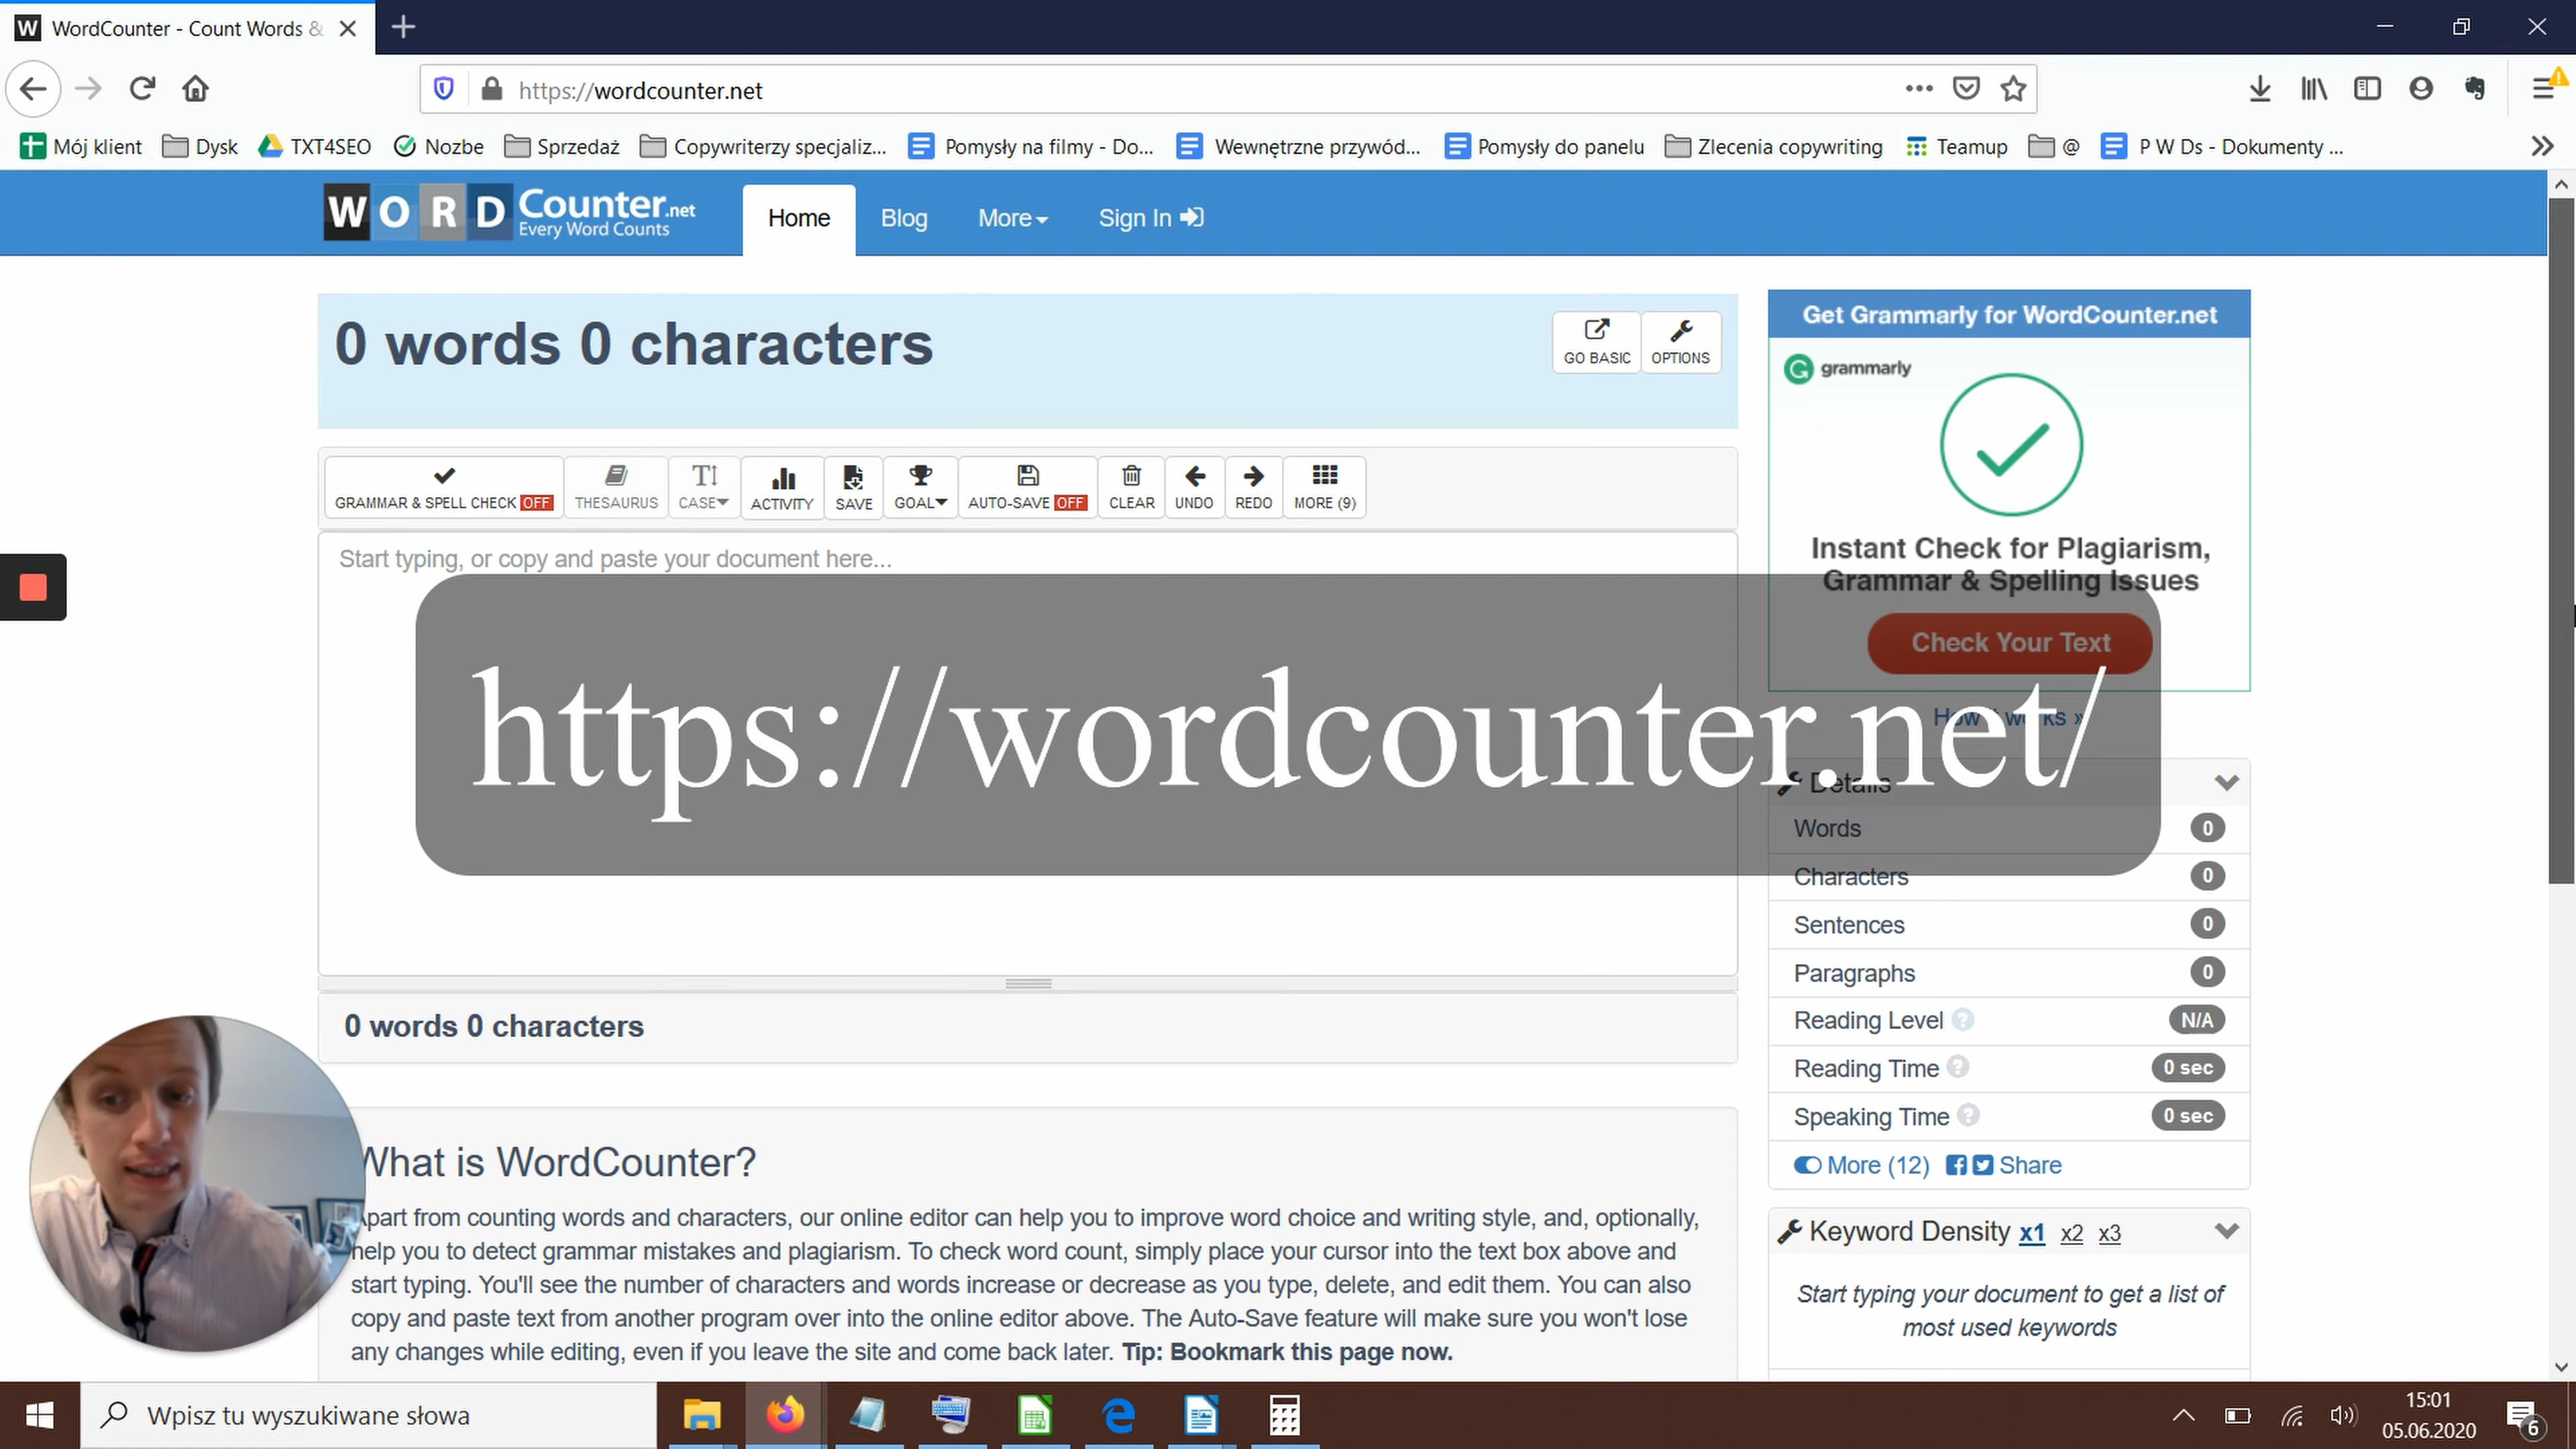 WordCounter - Count Words &
https://wordcounter.net
Mój klient Dysk TXT4SEO Nozbe Sprzedaż Copywriterzy specjaliz... Pomysły na filmy - Do... Wewnętrzne przywód... Pomysły do panelu Zlecenia copywriting Teamup @ P W Ds - Dokumenty ...
WORD Counter.net
Every Word Counts
Home Blog More Sign In
0 words 0 characters
GO BASIC OPTIONS
GRAMMAR & SPELL CHECK OFF THESAURUS CASE ACTIVITY SAVE GOAL AUTO-SAVE OFF CLEAR UNDO REDO MORE (9)
Start typing, or copy and paste your document here...
https://wordcounter.net/
0 words 0 characters
What is WordCounter?
Apart from counting words and characters, our online editor can help you to improve word choice and writing style, and, optionally,
help you to detect grammar mistakes and plagiarism. To check word count, simply place your cursor into the text box above and
start typing. You'll see the number of characters and words increase or decrease as you type, delete, and edit them. You can also
copy and paste text from another program over into the online editor above. The Auto-Save feature will make sure you won't lose
any changes while editing, even if you leave the site and come back later. Tip: Bookmark this page now.
Get Grammarly for WordCounter.net
grammarly
Instant Check for Plagiarism,
Grammar & Spelling Issues
Check Your Text
How it works »
Details
Words 0
Characters 0
Sentences 0
Paragraphs 0
Reading Level ? N/A
Reading Time ? 0 sec
Speaking Time ? 0 sec
More (12) Share
Keyword Density x1 x2 x3
Start typing your document to get a list of
most used keywords
Wpisz tu wyszukiwane słowa
15:01
05.06.2020
6